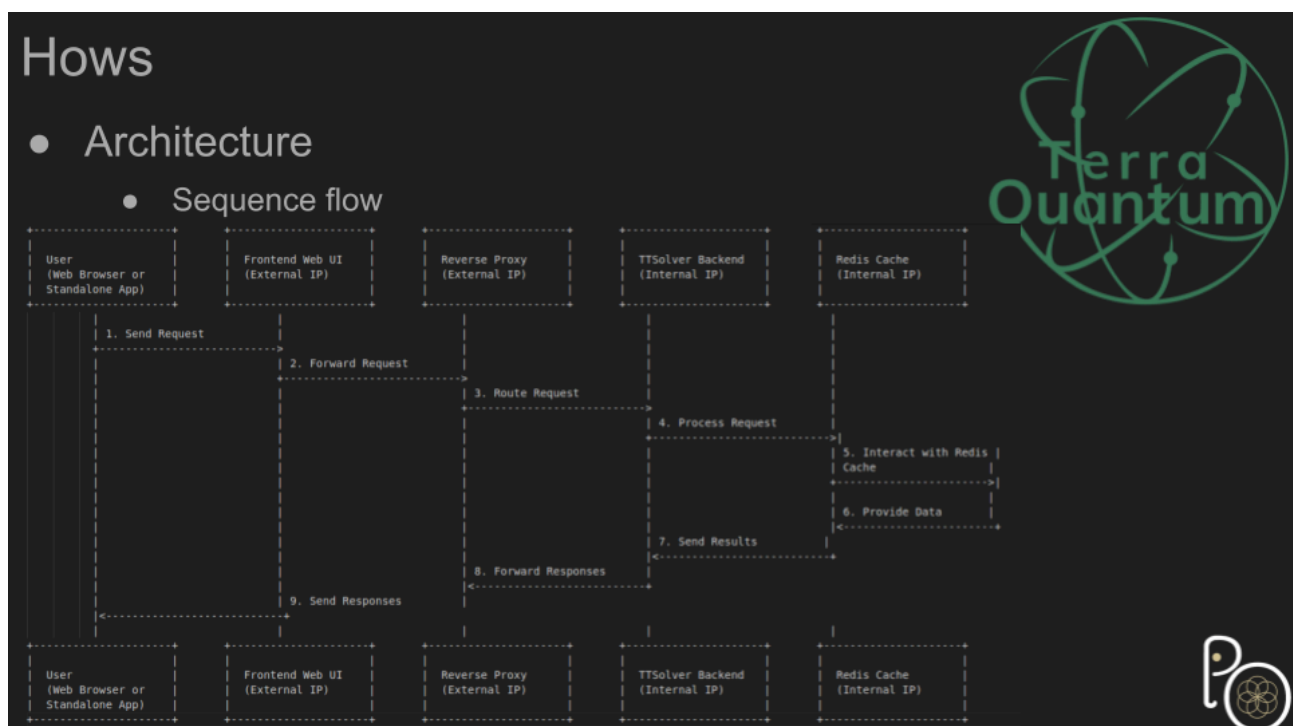 Hows
Terra
Quantum
● Architecture
● Sequence flow
User
(Web Browser or
Standalone App)
Frontend Web UI
(External IP)
Reverse Proxy
(External IP)
TTSolver Backend
(Internal IP)
Redis Cache
(Internal IP)
1. Send Request
2. Forward Request
3. Route Request
4. Process Request
5. Interact with Redis
Cache
6. Provide Data
7. Send Results
8. Forward Responses
9. Send Responses
User
(Web Browser or
Standalone App)
Frontend Web UI
(External IP)
Reverse Proxy
(External IP)
TTSolver Backend
(Internal IP)
Redis Cache
(Internal IP)